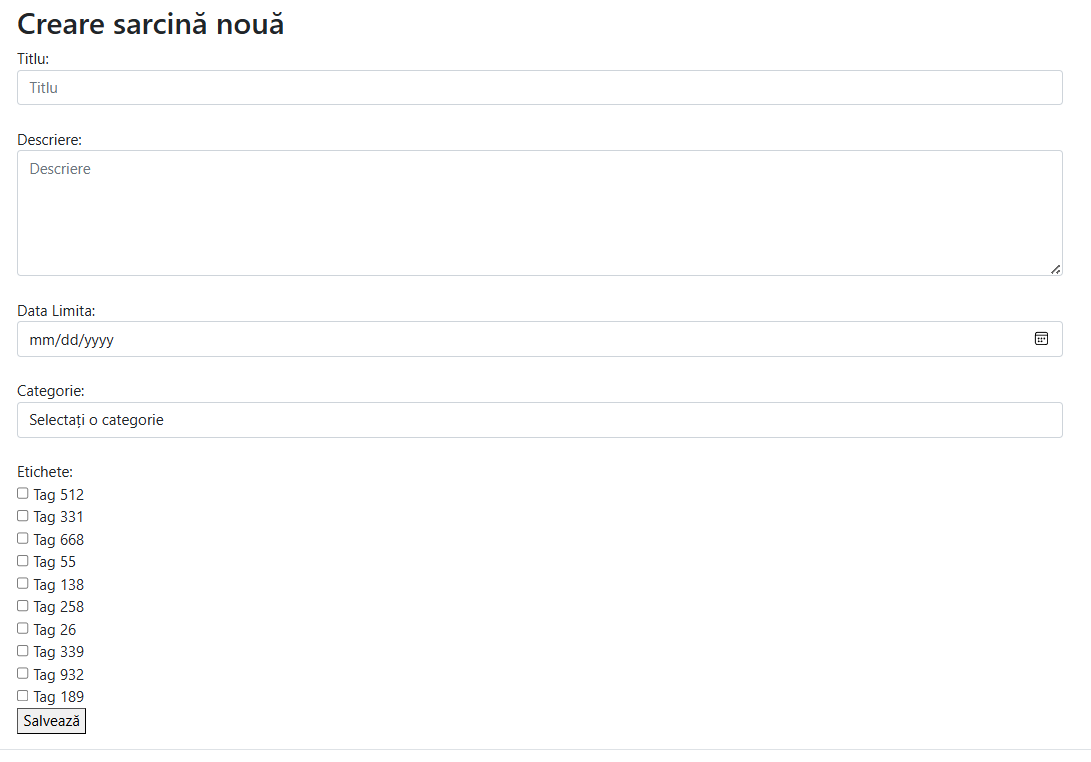 Creare sarcină nouă
Titlu:
Titlu
Descriere:
Descriere
Data Limita:
mm/dd/yyyy
Categorie:
Selectați o categorie
Etichete:
Tag 512
Tag 331
Tag 668
Tag 55
Tag 138
Tag 258
Tag 26
Tag 339
Tag 932
Tag 189
Salvează